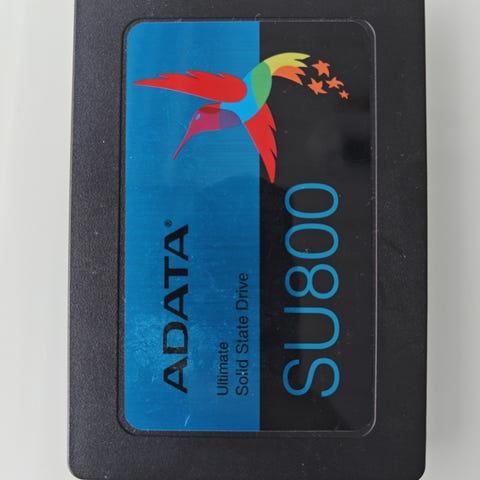 ADATA®
Ultimate
Solid State Drive
SU800